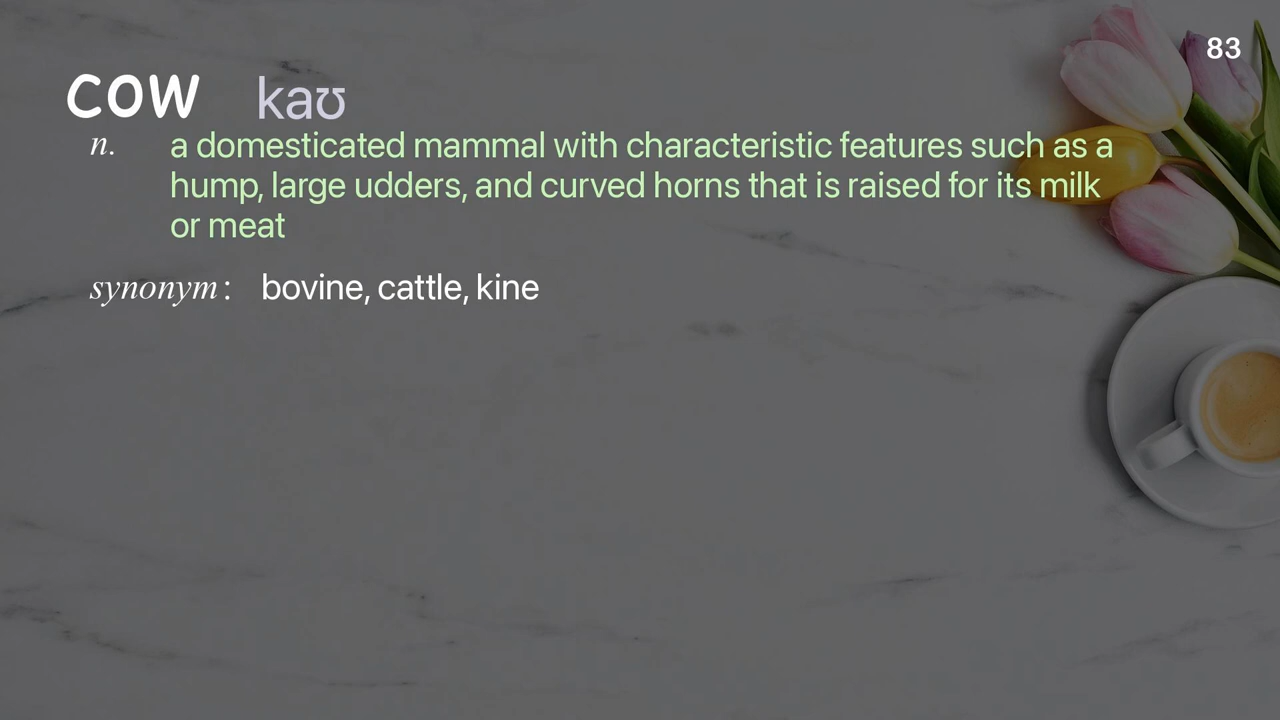 83
cow kaʊ
n. a domesticated mammal with characteristic features such as a
hump, large udders, and curved horns that is raised for its milk
or meat
synonym: bovine, cattle, kine